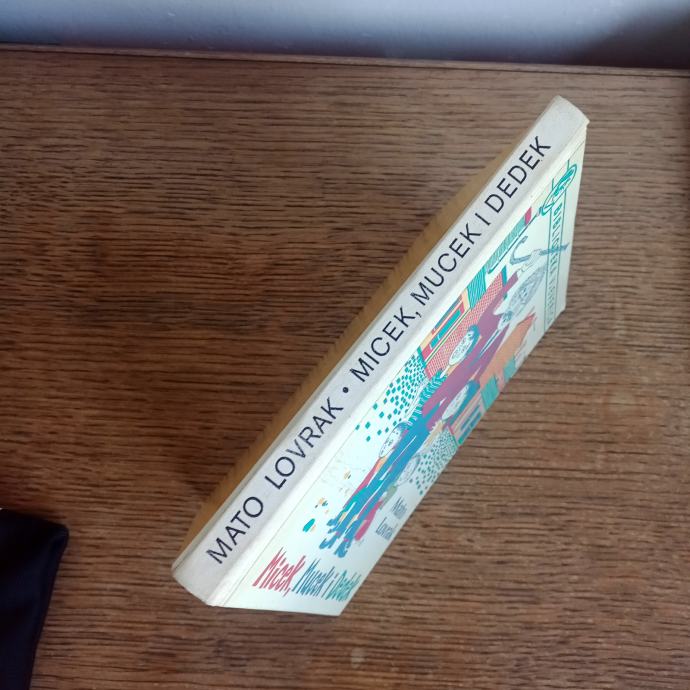 MATO LOVRAK • MICEK, MUCEK I DEDEK
Mato
Lovrak
Micek, Mucek i Dedek